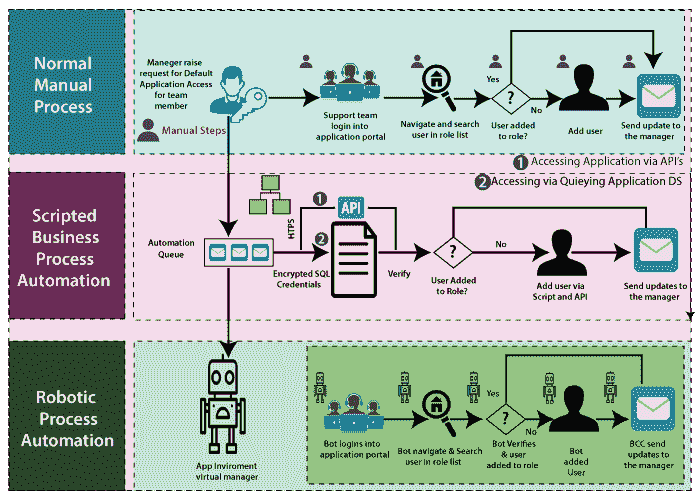 Normal
Manual
Process
Maneger raise
request for Default
Application Access
for team
member
Manual Steps
Support team
login into
application portal
Navigate and search
user in role list
Yes
?
No
User added
to role?
Add user
Send update to
the manager
1 Accessing Application via API's
2 Accessing via Quieying Application DS
Scripted
Business
Process
Automation
Automation
Queue
HTPS
1
API
2
Encrypted SQL
Credentials
Verify
?
User Added
to Role?
No
Add user via
Script and API
Send updates to
the manager
Robotic
Process
Automation
App Inviroment
virtual maneger
Bot logins into
application portal
Bot navigate & Search
user in role list
Yes
?
No
Bot Verifies
& user
added to role
Bot
added
User
BCC send
updates to
the manager